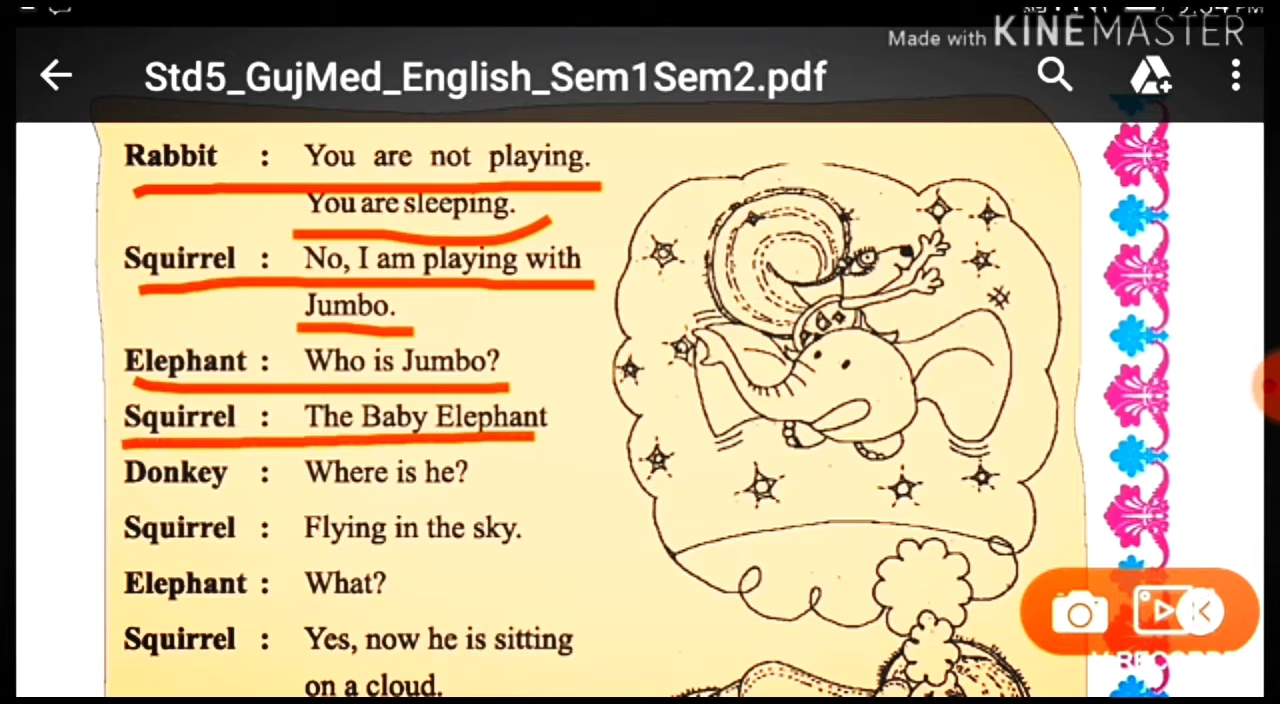 Made with KINEMASTER
Std5_GujMed_English_Sem1Sem2.pdf
Rabbit : You are not playing.
You are sleeping.
Squirrel : No, I am playing with
Jumbo.
Elephant : Who is Jumbo?
Squirrel : The Baby Elephant
Donkey : Where is he?
Squirrel : Flying in the sky.
Elephant : What?
Squirrel : Yes, now he is sitting
on a cloud.